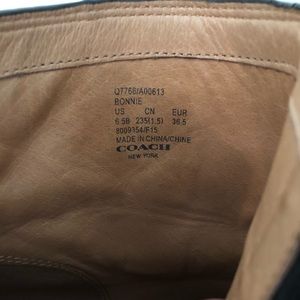 Q7768/A00613
BONNIE
US CN EUR
6.5B 235(1.5) 36.5
8009154/F15
MADE IN CHINA/CHINE
COACH
NEW YORK